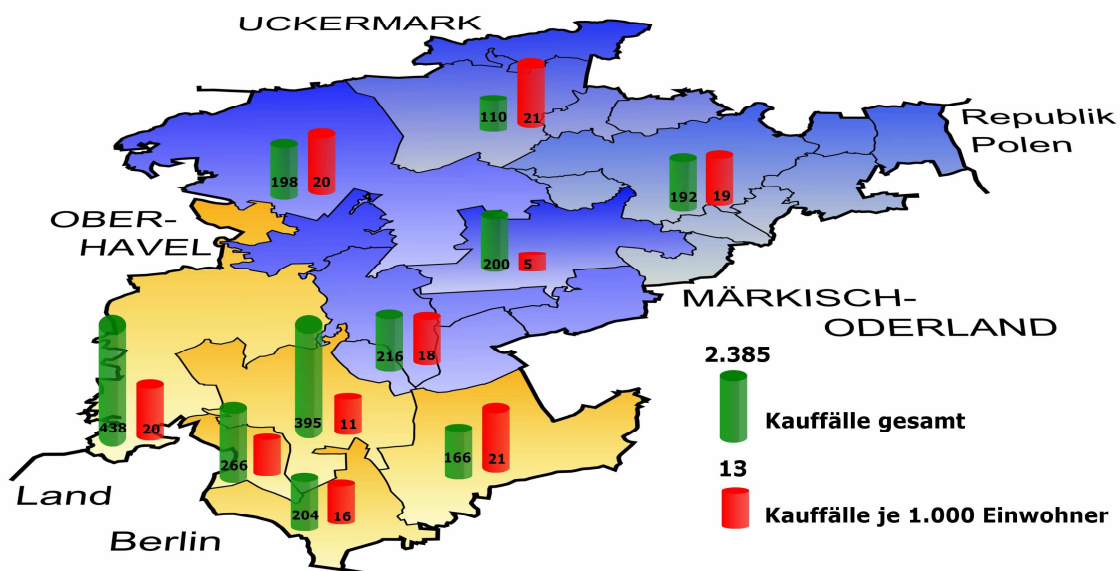 UCKERMARK
110
21
Republik
Polen
198
20
192
19
OBER-
HAVEL
200
5
MÄRKISCH-
ODERLAND
216
18
2.385
Kauffälle gesamt
438
20
395
11
266
166
21
13
Kauffälle je 1.000 Einwohner
204
16
Land
Berlin